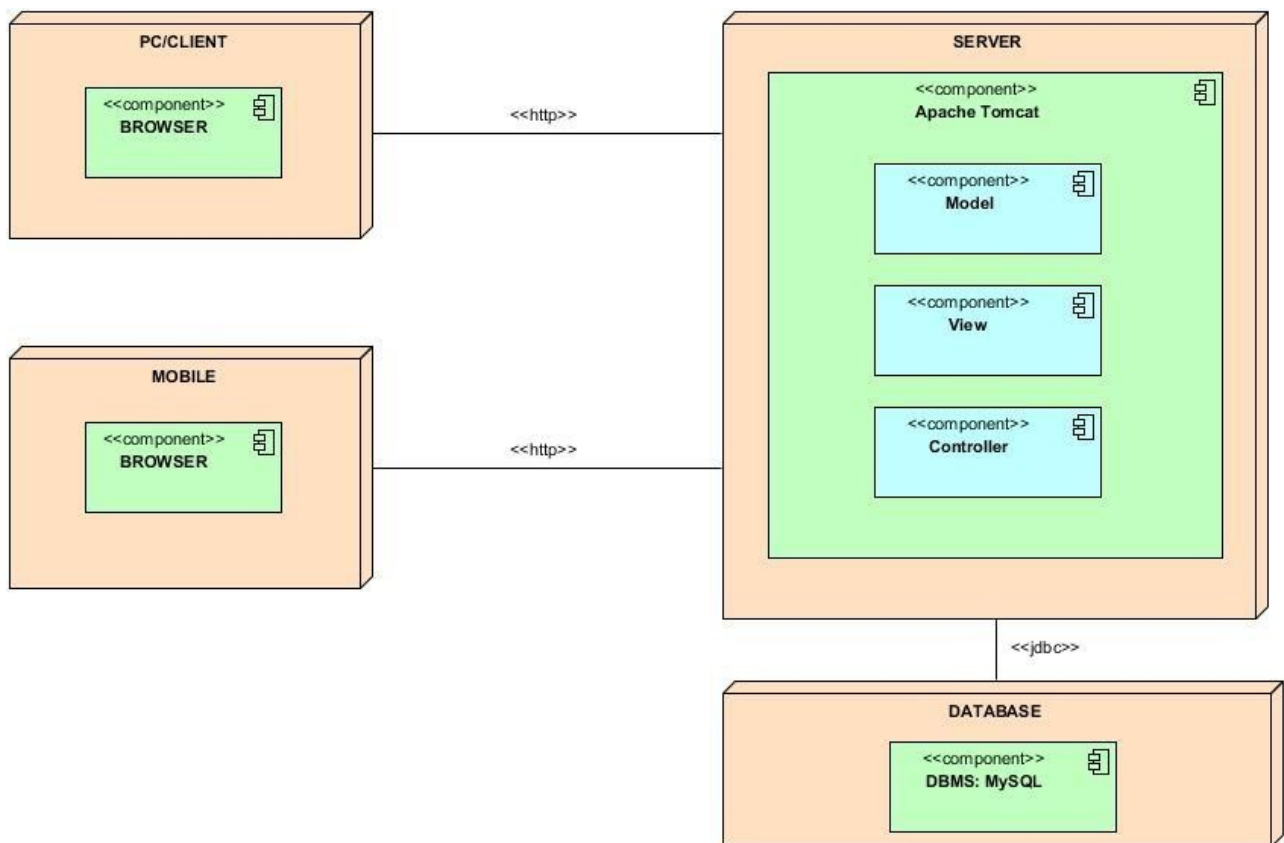 PC/CLIENT
<<component>>
BROWSER
<<http>>
SERVER
<<component>>
Apache Tomcat
<<component>>
Model
<<component>>
View
<<component>>
Controller
MOBILE
<<component>>
BROWSER
<<http>>
<<jdbc>>
DATABASE
<<component>>
DBMS: MySQL